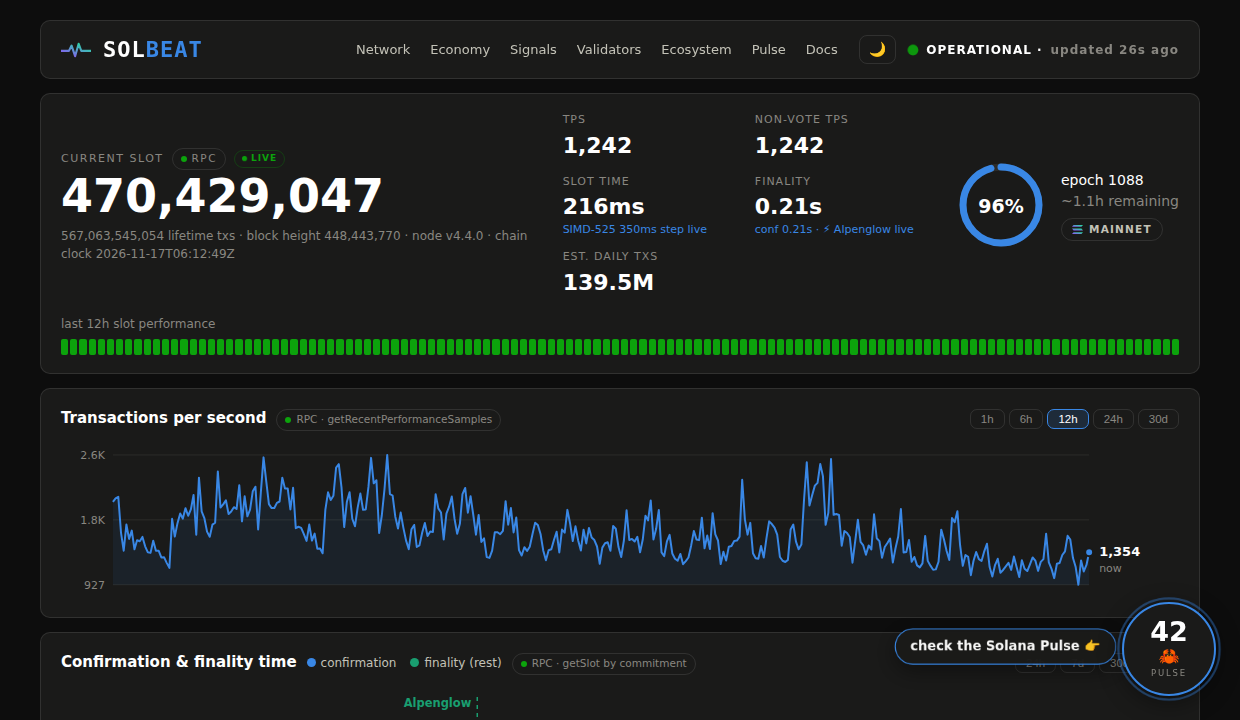 SOLBEAT
Network Economy Signals Validators Ecosystem Pulse Docs
OPERATIONAL · updated 26s ago
CURRENT SLOT RPC LIVE
470,429,047
567,063,545,054 lifetime txs · block height 448,443,770 · node v4.4.0 · chain
clock 2026-11-17T06:12:49Z
TPS
1,242
NON-VOTE TPS
1,242
SLOT TIME
216ms
SIMD-525 350ms step live
FINALITY
0.21s
conf 0.21s · ⚡ Alpenglow live
EST. DAILY TXS
139.5M
96%
epoch 1088
~1.1h remaining
MAINNET
last 12h slot performance
Transactions per second RPC · getRecentPerformanceSamples
1h 6h 12h 24h 30d
2.6K
1.8K
927
1,354
now
Confirmation & finality time confirmation finality (rest) RPC · getSlot by commitment
Alpenglow
check the Solana Pulse 👉
42
PULSE